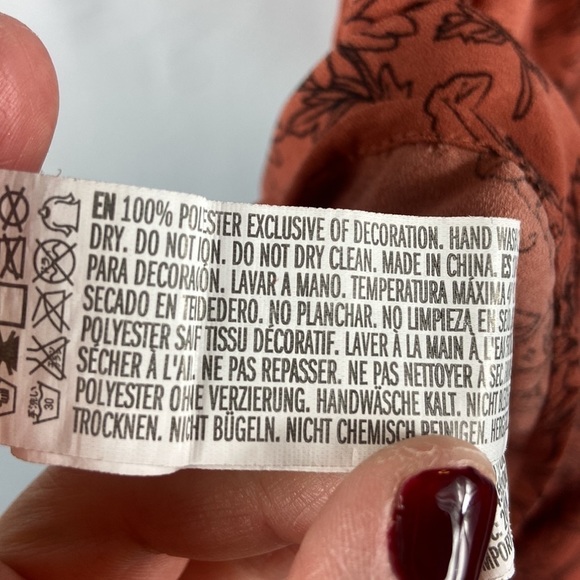 EN 100% POLYESTER EXCLUSIVE OF DECORATION. HAND WASH
DRY. DO NOT IRON. DO NOT DRY CLEAN. MADE IN CHINA. ES
PARA DECORACIÓN. LAVAR A MANO. TEMPERATURA MÁXIMA
SECADO EN TENDEDERO. NO PLANCHAR. NO LIMPIEZA EN
POLYESTER SAUF TISSU DÉCORATIF. LAVER À LA MAIN À L'EAU
SÉCHER À L'AIR. NE PAS REPASSER. NE PAS NETTOYER À
POLYESTER OHNE VERZIERUNG. HANDWÄSCHE KALT. NICHT
TROCKNEN. NICHT BÜGELN. NICHT CHEMISCH REINIGEN.
30
C.